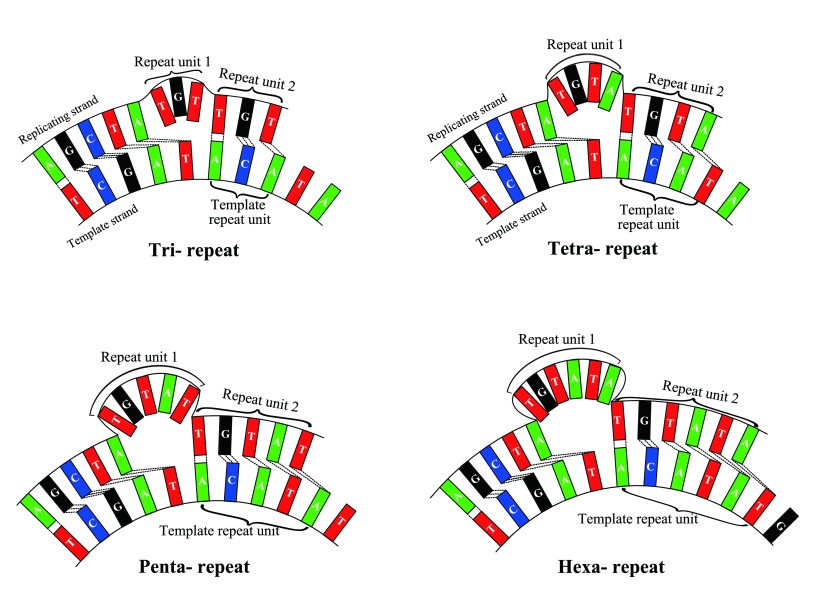 Repeat unit 1
Repeat unit 2
Replicating strand
T G T
T G T
A G C T A
T C G A T
A C A T A
Template strand
Template
repeat unit
Tri- repeat
Repeat unit 1
Repeat unit 2
Replicating strand
T G T A
T G T A
A G C T A
T C G A T
A C A T A
Template strand
Template
repeat unit
Tetra- repeat
Repeat unit 1
Repeat unit 2
T G T A T
T G T A T
A G C T A
T C G A T
A C A T A T
Template repeat unit
Penta- repeat
Repeat unit 1
Repeat unit 2
T G T A T A
T G T A T A
A G C T A
T C G A T
A C A T A T G
Template repeat unit
Hexa- repeat